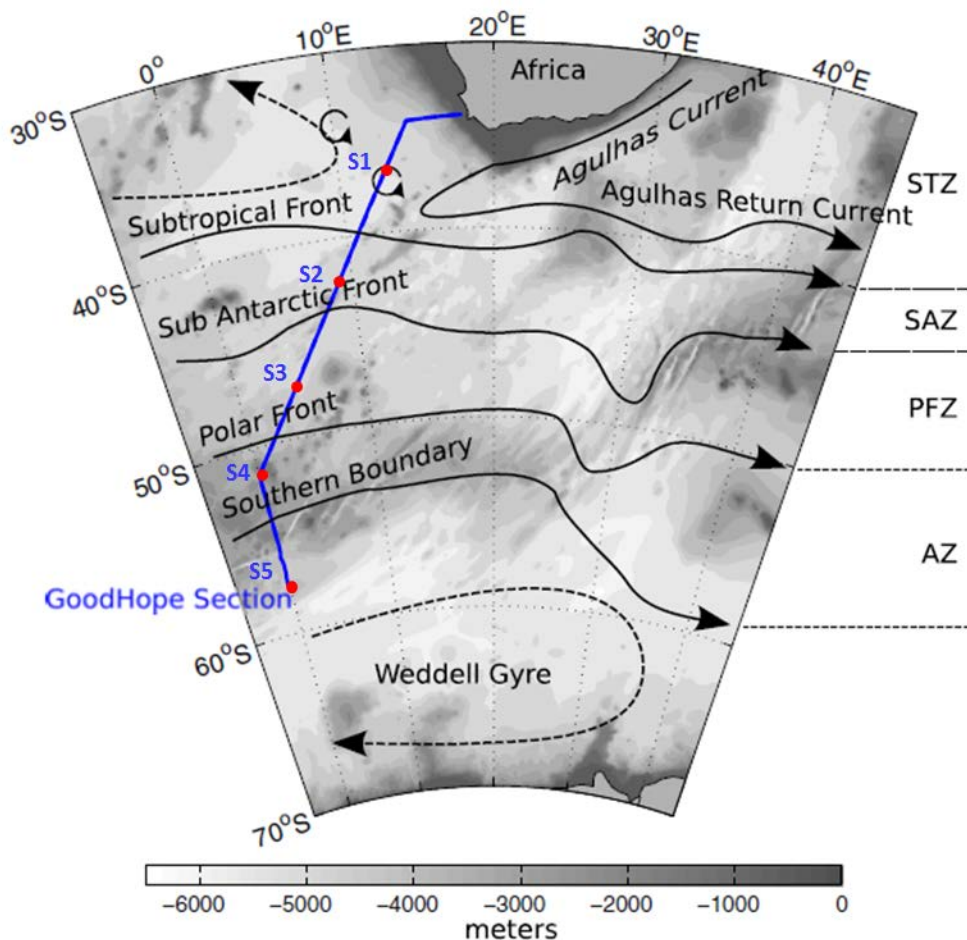 0°
10°E
20°E
30°E
40°E
30°S
40°S
50°S
60°S
70°S
Africa
Agulhas Current
Agulhas Return Current
S1
Subtropical Front
S2
Sub Antarctic Front
S3
Polar Front
S4
Southern Boundary
S5
GoodHope Section
Weddell Gyre
STZ
SAZ
PFZ
AZ
−6000 −5000 −4000 −3000 −2000 −1000 0
meters